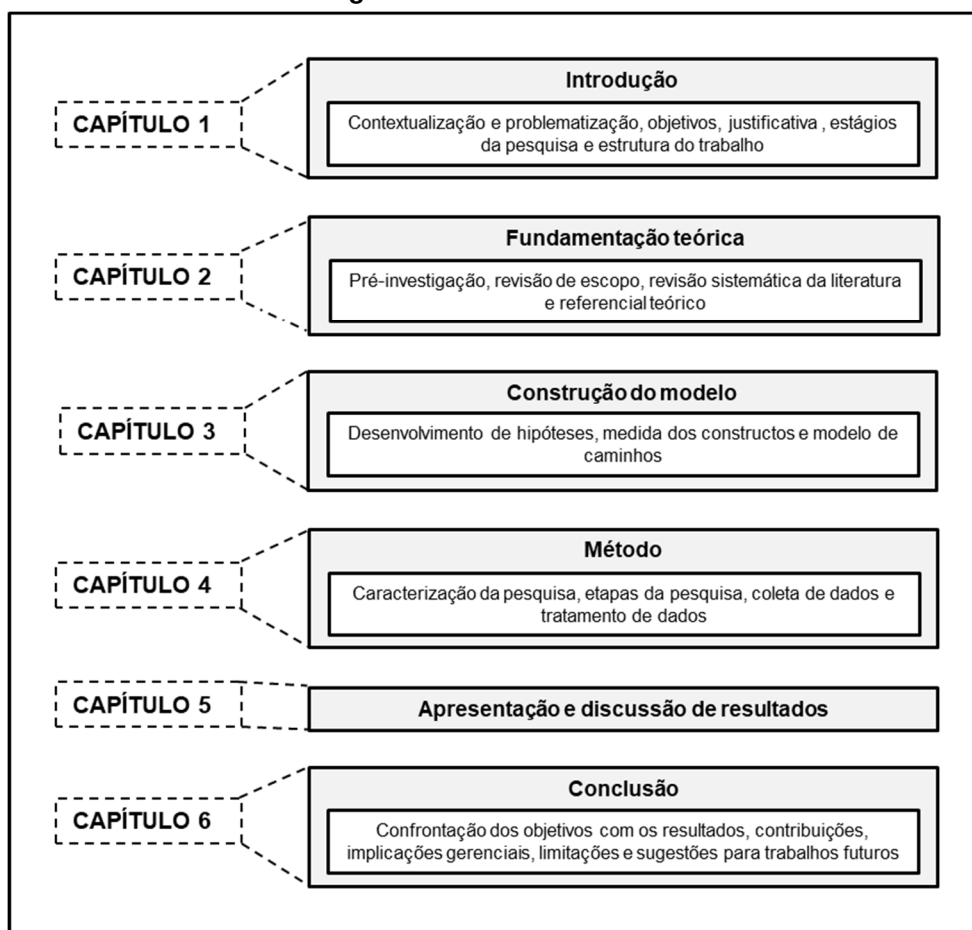 Introdução
CAPÍTULO 1
Contextualização e problematização, objetivos, justificativa , estágios
da pesquisa e estrutura do trabalho
Fundamentação teórica
CAPÍTULO 2
Pré-investigação, revisão de escopo, revisão sistemática da literatura
e referencial teórico
Construção do modelo
CAPÍTULO 3
Desenvolvimento de hipóteses, medida dos constructos e modelo de
caminhos
Método
CAPÍTULO 4
Caracterização da pesquisa, etapas da pesquisa, coleta de dados e
tratamento de dados
CAPÍTULO 5
Apresentação e discussão de resultados
Conclusão
CAPÍTULO 6
Confrontação dos objetivos com os resultados, contribuições,
implicações gerenciais, limitações e sugestões para trabalhos futuros